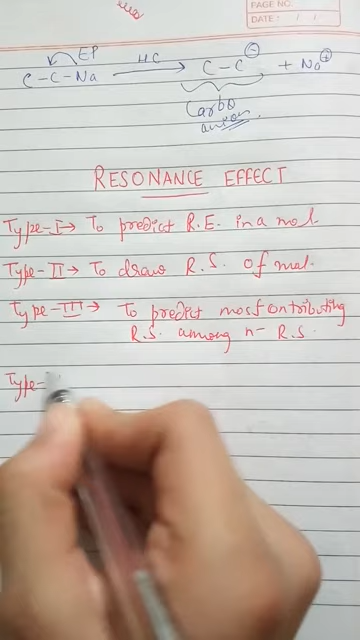 PAGE NO.
DATE: / /
EP
C-C-Na HC C-C⊖ + Na⊕
Carbo
anion
RESONANCE EFFECT
Type-I→ To predict R.E. in a mol.
Type-II→ To draw R.S. of mol.
Type-III→ To predict most contributing
R.S. among n- R.S.
Type-